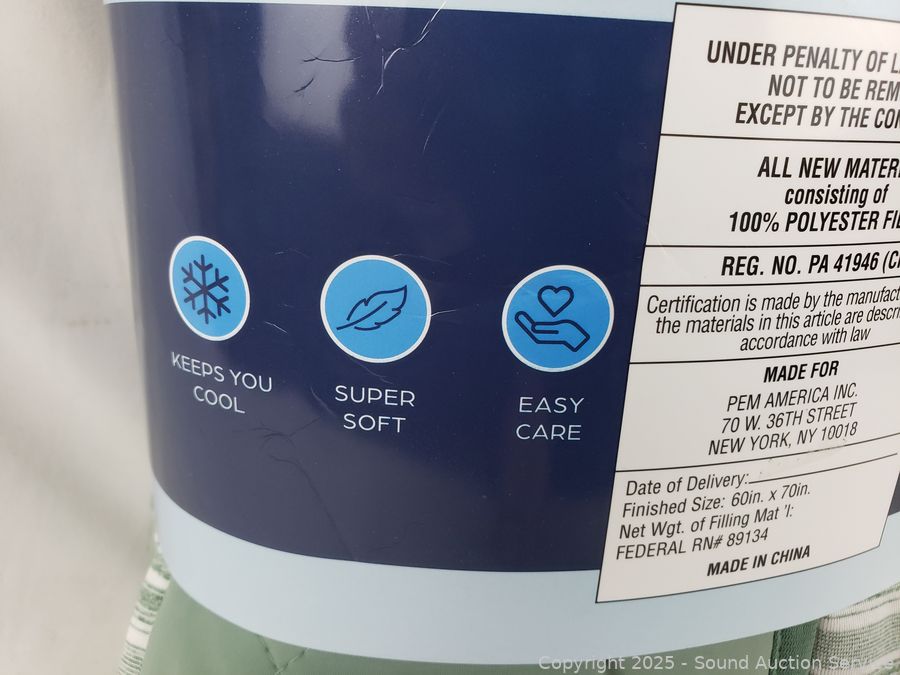 KEEPS YOU
COOL
SUPER
SOFT
EASY
CARE
UNDER PENALTY OF
NOT TO BE
EXCEPT BY THE
ALL NEW
consisting of
100% POLYESTER
REG. NO. PA 41946
Certification is made by the
the materials in this article are
accordance with law
MADE FOR
PEM AMERICA INC.
70 W. 36TH STREET
NEW YORK, NY 10018
Date of Delivery:
Finished Size: 60in. x 70in.
Net Wgt. of Filling Mat 'l:
FEDERAL RN# 89134
MADE IN CHINA
Copyright 2025 - Sound Auction Service